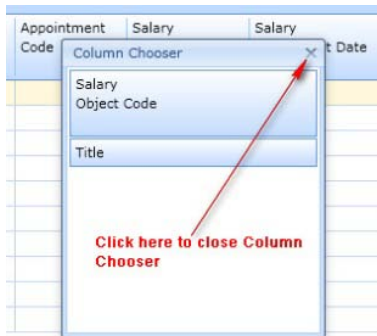 Appointment Salary Salary
Code t Date
Column Chooser
Salary
Object Code
Title
Click here to close Column
Chooser